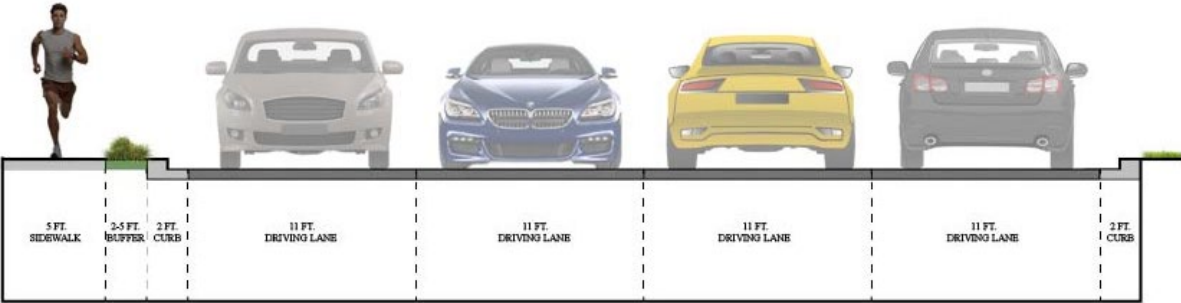 5 FT.
SIDEWALK
2-5 FT.
BUFFER
2 FT.
CURB
11 FT.
DRIVING LANE
11 FT.
DRIVING LANE
11 FT.
DRIVING LANE
11 FT.
DRIVING LANE
2 FT.
CURB